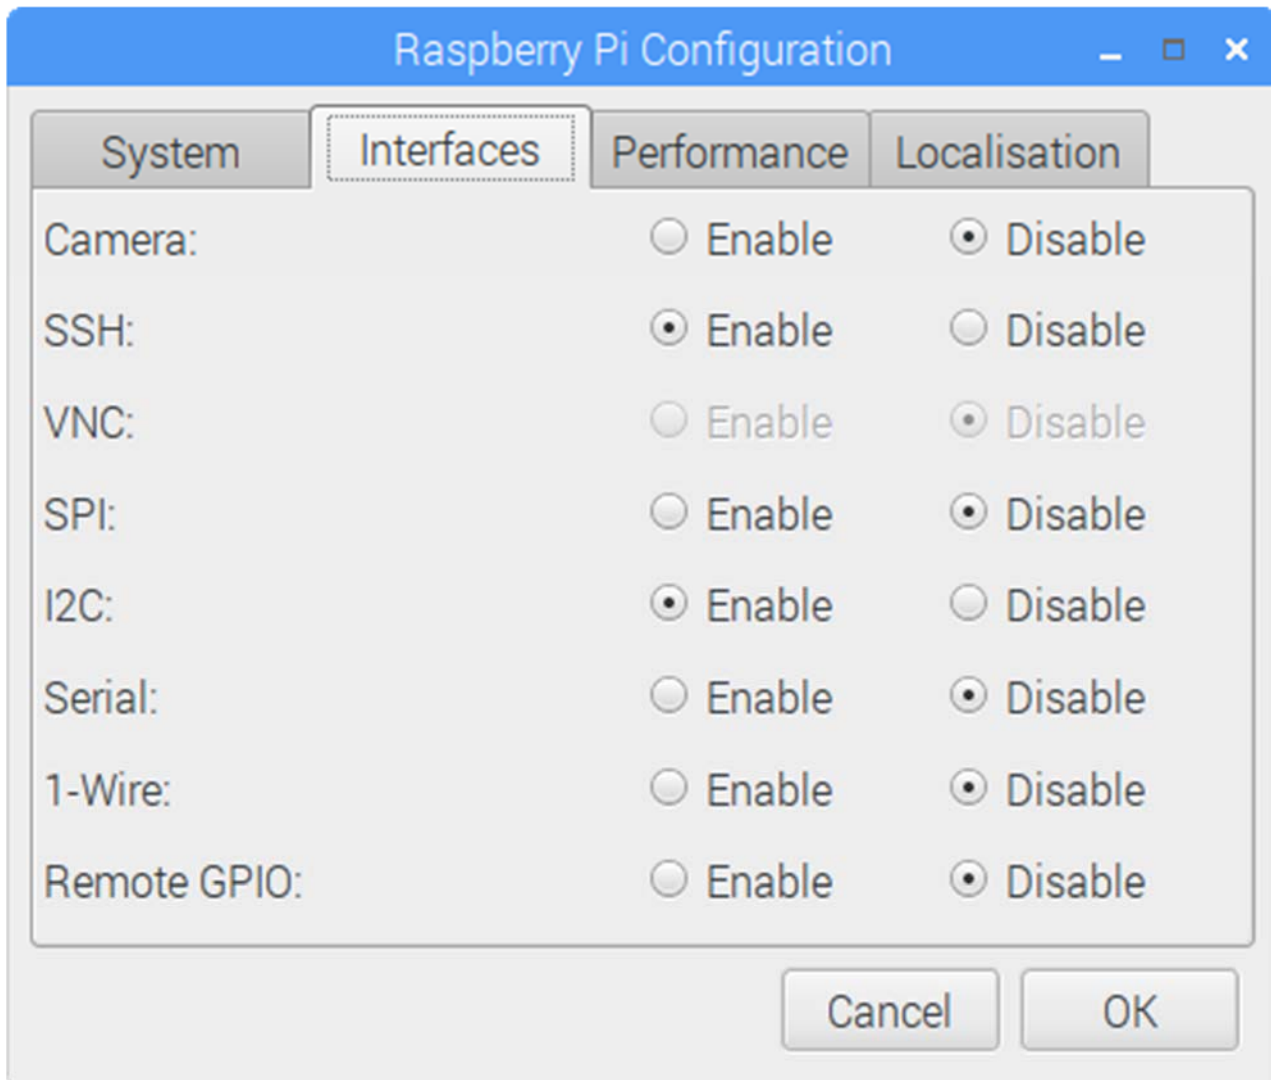 Raspberry Pi Configuration
System Interfaces Performance Localisation
Camera: Enable Disable
SSH: Enable Disable
VNC: Enable Disable
SPI: Enable Disable
I2C: Enable Disable
Serial: Enable Disable
1-Wire: Enable Disable
Remote GPIO: Enable Disable
Cancel OK